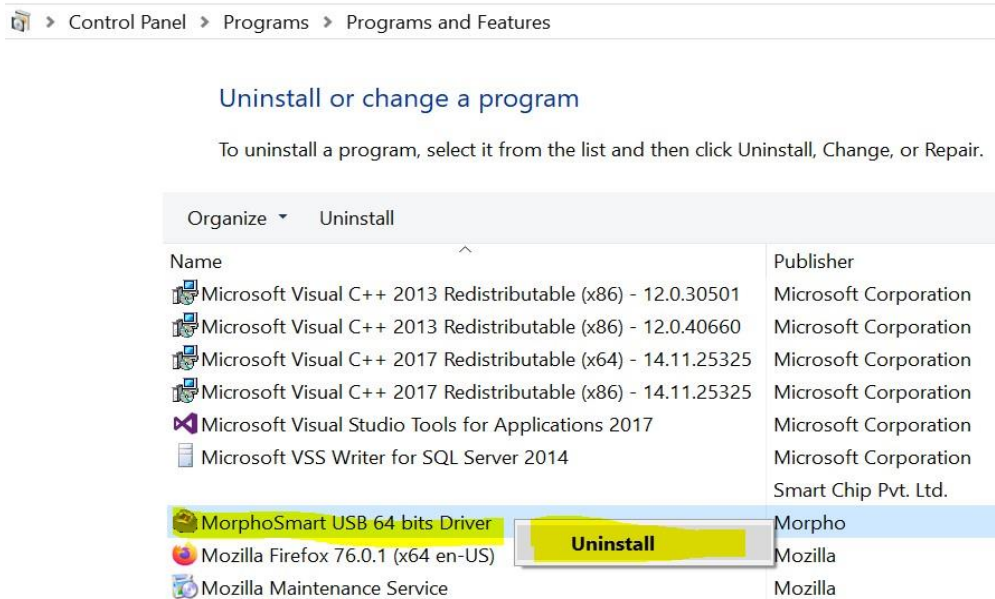 Control Panel > Programs > Programs and Features
Uninstall or change a program
To uninstall a program, select it from the list and then click Uninstall, Change, or Repair.
Organize Uninstall
Name Publisher
Microsoft Visual C++ 2013 Redistributable (x86) - 12.0.30501 Microsoft Corporation
Microsoft Visual C++ 2013 Redistributable (x86) - 12.0.40660 Microsoft Corporation
Microsoft Visual C++ 2017 Redistributable (x64) - 14.11.25325 Microsoft Corporation
Microsoft Visual C++ 2017 Redistributable (x86) - 14.11.25325 Microsoft Corporation
Microsoft Visual Studio Tools for Applications 2017 Microsoft Corporation
Microsoft VSS Writer for SQL Server 2014 Microsoft Corporation
Smart Chip Pvt. Ltd.
MorphoSmart USB 64 bits Driver Morpho
Uninstall
Mozilla Firefox 76.0.1 (x64 en-US) Mozilla
Mozilla Maintenance Service Mozilla